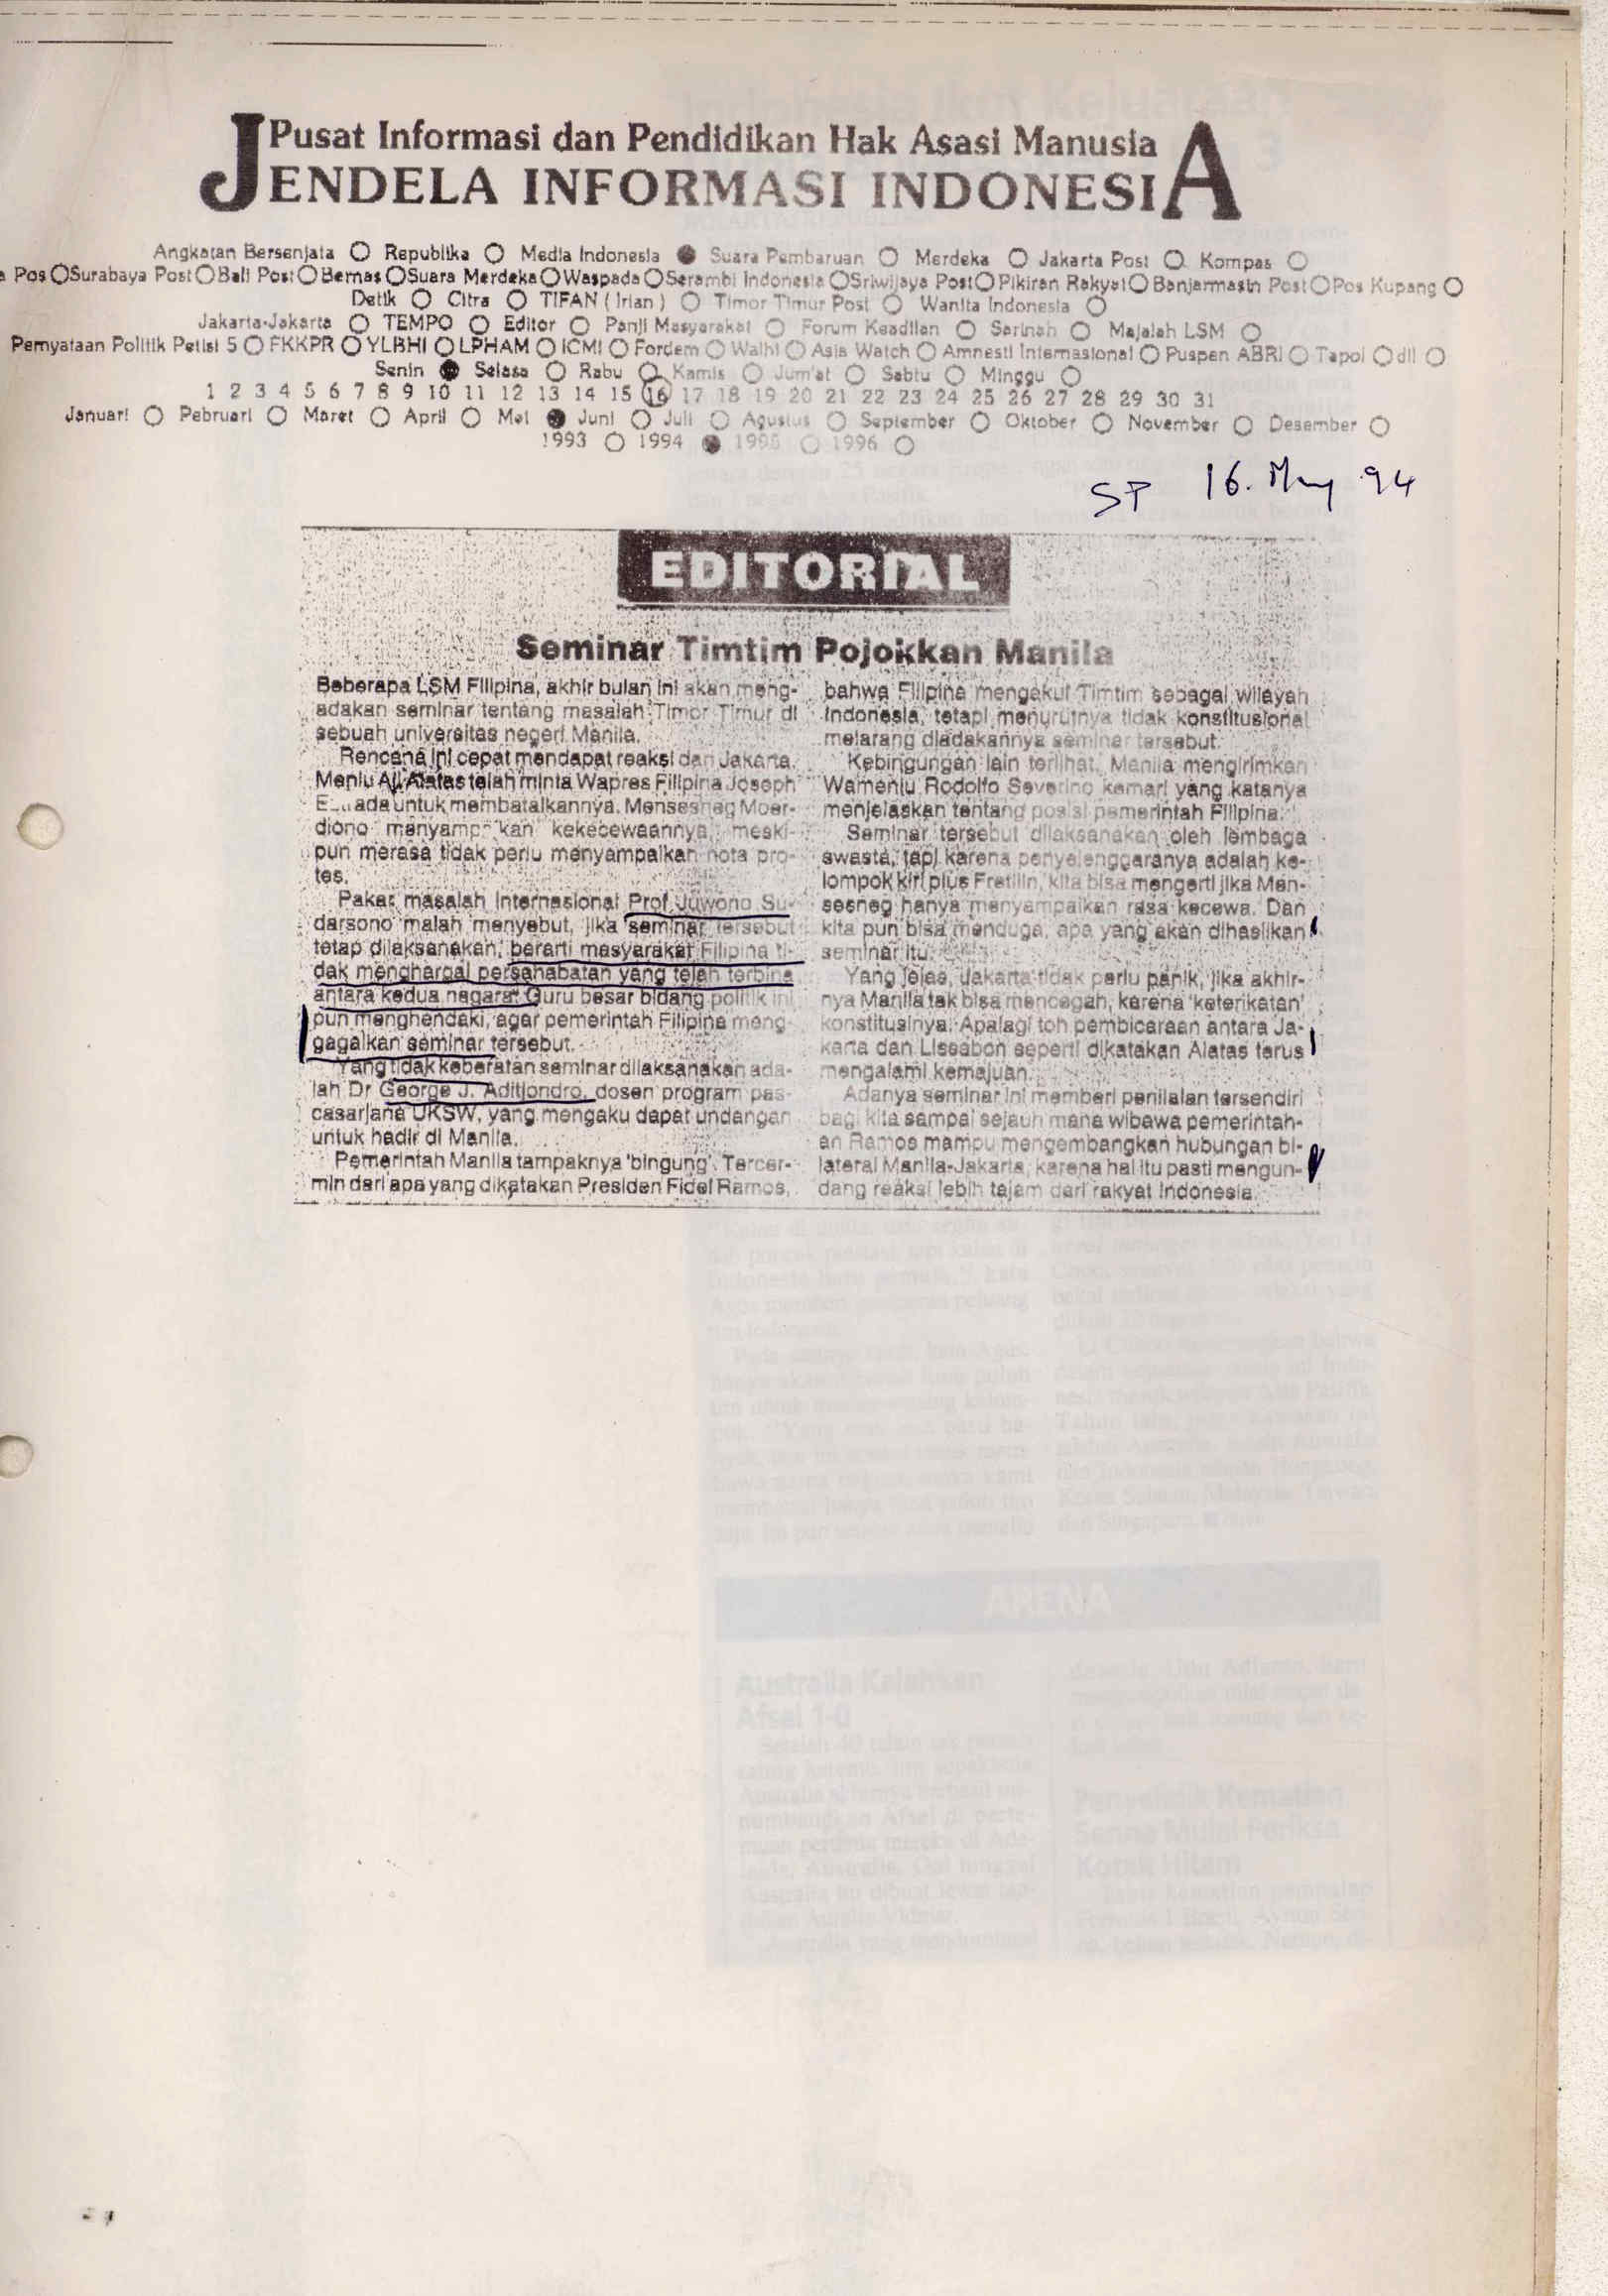 Pusat Informasi dan Pendidikan Hak Asasi Manusia
JENDELA INFORMASI INDONESIA
Angkatan Bersenjata O Republika O Media Indonesia ● Suara Pembaruan O Merdeka O Jakarta Post O Kompas O
a Pos O Surabaya Post O Bali Post O Bernas O Suara Merdeka O Waspada O Serambi Indonesia O Sriwijaya Post O Pikiran Rakyat O Banjarmasin Post O Pos Kupang O
Detik O Citra O TIFAN ( Irian ) O Timor Timur Post O Wanita Indonesia O
Jakarta-Jakarta O TEMPO O Editor O Panji Masyarakat O Forum Keadilan O Sarinah O Majalah LSM O
Pernyataan Politik Petisi 5 O FKKPR O YLBHI O LPHAM O ICMI O Fordem O Walhi O Asia Watch O Amnesti Internasional O Puspen ABRI O Tapol O dll O
Senin ● Selasa O Rabu O Kamis O Jum'at O Sabtu O Minggu O
1 2 3 4 5 6 7 8 9 10 11 12 13 14 15 16 17 18 19 20 21 22 23 24 25 26 27 28 29 30 31
Januari O Pebruari O Maret O April O Mei ● Juni O Juli O Agustus O September O Oktober O November O Desember O
1993 O 1994 ● 1995 O 1996 O
ST 16. May 94
EDITORIAL
Seminar Timtim Pojokkan Manila
Beberapa LSM Filipina, akhir bulan ini akan meng-
adakan seminar tentang masalah Timor Timur di
sebuah universitas negeri Manila.
Rencana ini cepat mendapat reaksi dari Jakarta.
Menlu Ali Alatas telah minta Wapres Filipina Joseph
untuk membatalkannya. Mensesneg Moer-
diono menyampaikan kekecewaannya, meski-
pun merasa tidak perlu menyampaikan nota pro-
tes.
Pakar masalah internasional Prof Juwono Su-
darsono malah menyebut, jika seminar tersebut
tetap dilaksanakan, berarti masyarakat Filipina ti-
dak menghargai persahabatan yang telah terbina
antara kedua negara. Guru besar bidang politik ini
pun menghendaki, agar pemerintah Filipina meng-
gagalkan seminar tersebut.
Yang tidak keberatan seminar dilaksanakan ada-
lah Dr George J. Aditjondro, dosen program pas-
casarjana UKSW, yang mengaku dapat undangan
untuk hadir di Manila.
Pemerintah Manila tampaknya 'bingung'. Tercer-
min dari apa yang dikatakan Presiden Fidel Ramos,
bahwa Filipina mengakui Timtim sebagai wilayah
Indonesia, tetapi menurutnya tidak konstitusional
melarang diadakannya seminar tersebut.
Kebingungan lain terlihat. Manila mengirimkan
Wamenlu Rodolfo Severino kemari yang katanya
menjelaskan tentang posisi pemerintah Filipina.
Seminar tersebut dilaksanakan oleh lembaga
swasta, tapi karena penyelenggaranya adalah ke-
lompok kiri plus Fretilin, kita bisa mengerti jika Men-
sesneg hanya menyampaikan rasa kecewa. Dan
kita pun bisa menduga, apa yang akan dihasilkan
seminar itu.
Yang jelas, Jakarta tidak perlu panik, jika akhir-
nya Manila tak bisa mencegah, karena 'keterikatan'
konstitusinya. Apalagi toh pembicaraan antara Ja-
karta dan Lissabon seperti dikatakan Alatas terus
mengalami kemajuan.
Adanya seminar ini memberi penilaian tersendiri
bagi kita sampai sejauh mana wibawa pemerintah-
an Ramos mampu mengembangkan hubungan bi-
lateral Manila-Jakarta, karena hal itu pasti mengun-
dang reaksi lebih tajam dari rakyat Indonesia.
ARENA
Australia Kalahkan
Afsel 1-0
Penyelidik Kematian
Senna Mulai Periksa
Kotak Hitam